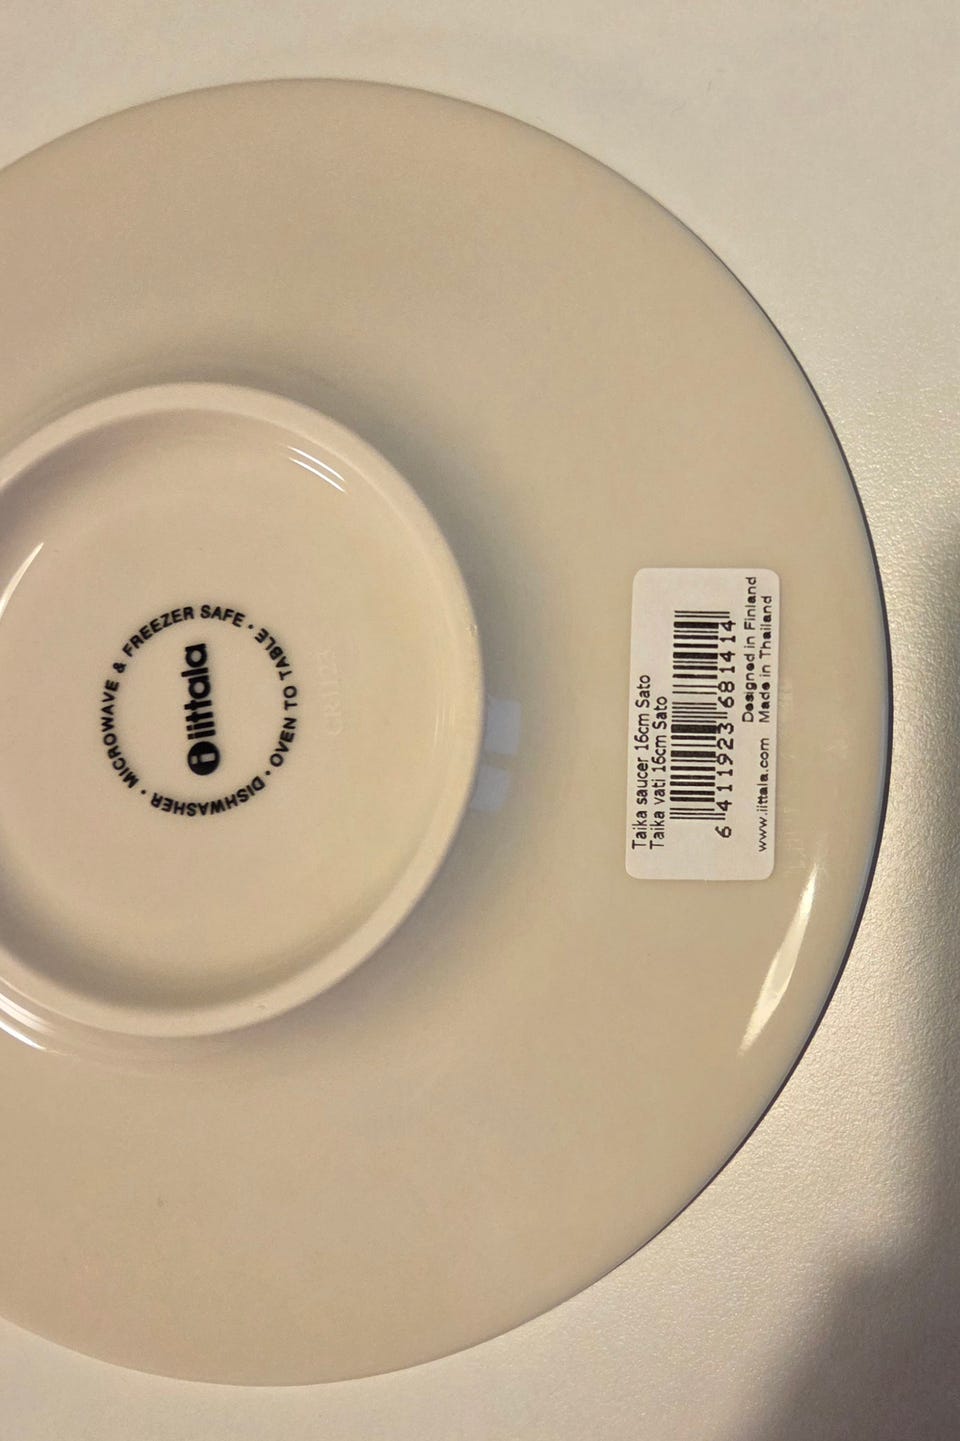 MICROWAVE & FREEZER SAFE • OVEN TO TABLE • DISHWASHER •
iittala
Taika saucer 16cm Sato
Taika vati 16cm Sato
6 411923 681414
Designed in Finland
www.iittala.com Made in Thailand